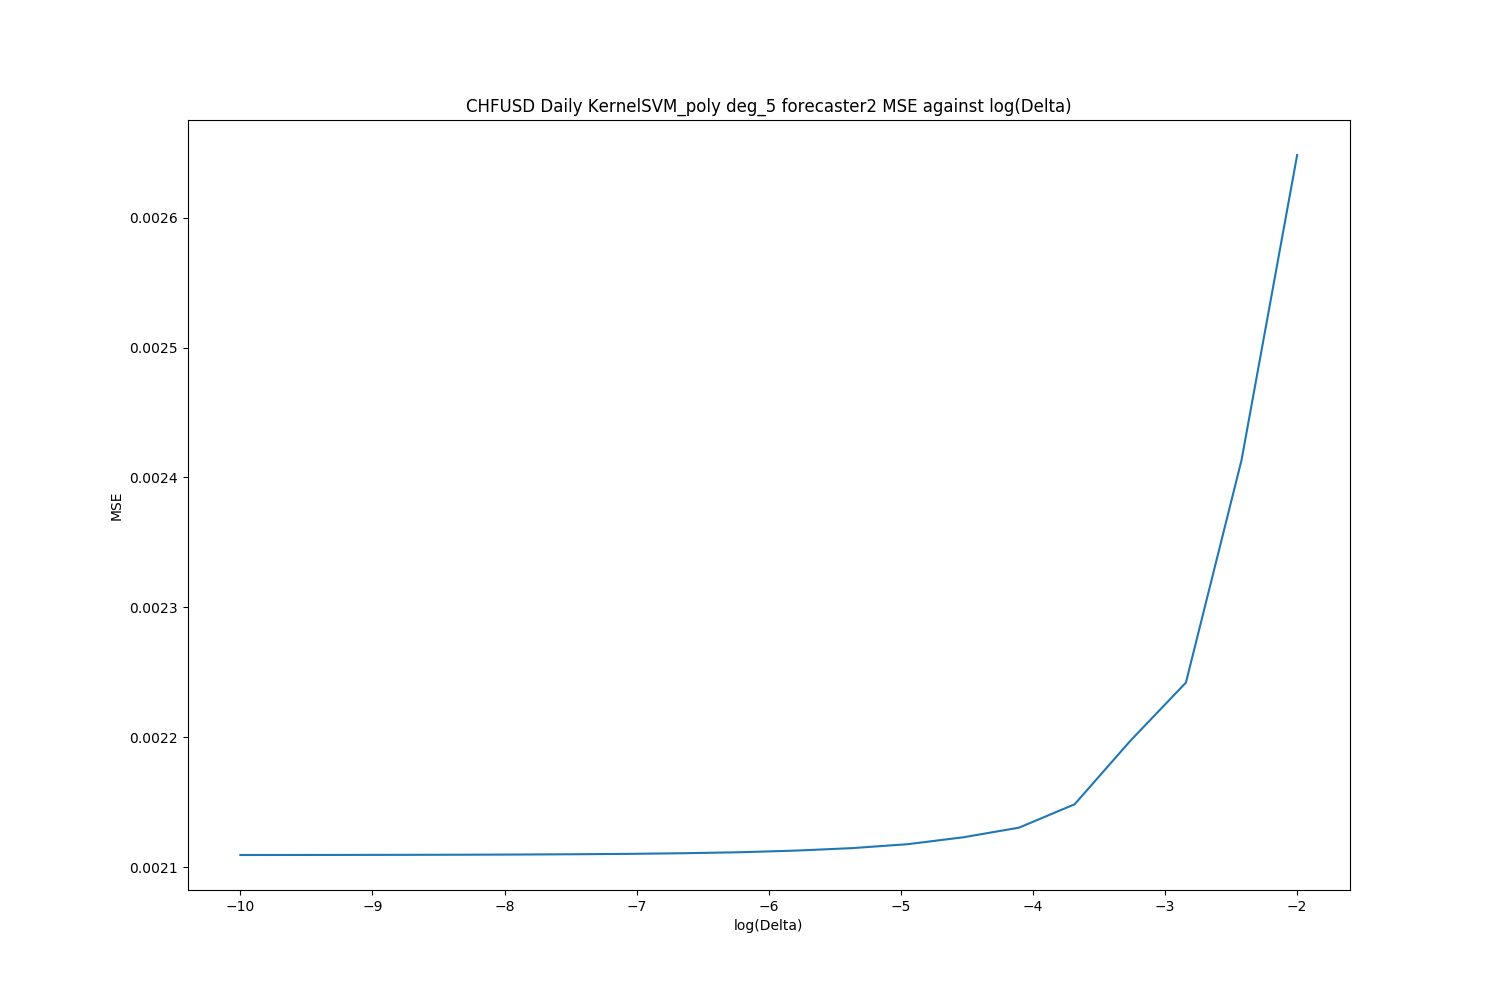 CHFUSD Daily KernelSVM_poly deg_5 forecaster2 MSE against log(Delta)
0.0026
0.0025
0.0024
MSE
0.0023
0.0022
0.0021
−10 −9 −8 −7 −6 −5 −4 −3 −2
log(Delta)